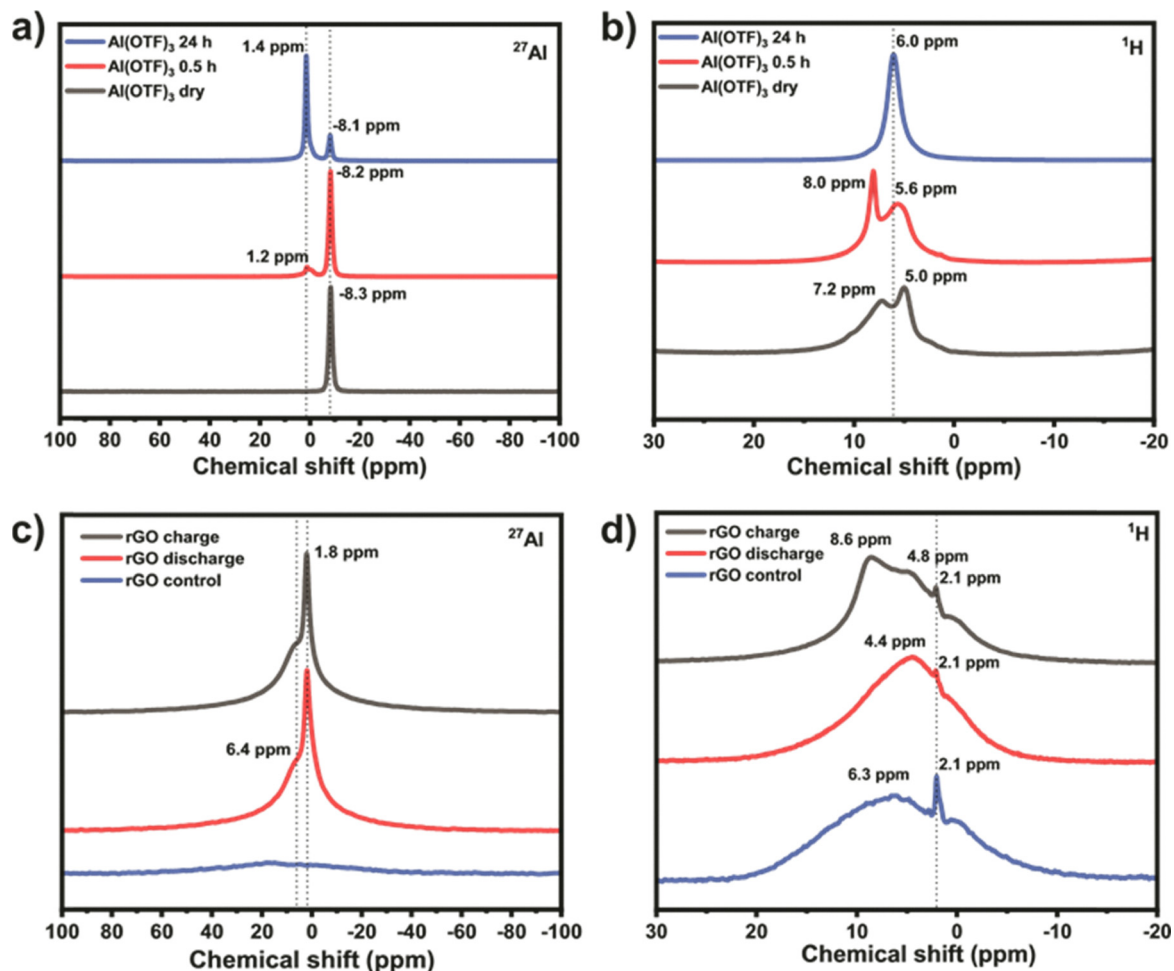 a)
Al(OTF)₃ 24 h
Al(OTF)₃ 0.5 h
Al(OTF)₃ dry
1.4 ppm
²⁷Al
-8.1 ppm
-8.2 ppm
1.2 ppm
-8.3 ppm
100 80 60 40 20 0 -20 -40 -60 -80 -100
Chemical shift (ppm)
b)
Al(OTF)₃ 24 h
Al(OTF)₃ 0.5 h
Al(OTF)₃ dry
6.0 ppm
¹H
8.0 ppm
5.6 ppm
7.2 ppm
5.0 ppm
30 20 10 0 -10 -20
Chemical shift (ppm)
c)
rGO charge
rGO discharge
rGO control
²⁷Al
1.8 ppm
6.4 ppm
100 80 60 40 20 0 -20 -40 -60 -80 -100
Chemical shift (ppm)
d)
rGO charge
rGO discharge
rGO control
¹H
8.6 ppm
4.8 ppm
2.1 ppm
4.4 ppm
2.1 ppm
6.3 ppm
2.1 ppm
30 20 10 0 -10 -20
Chemical shift (ppm)